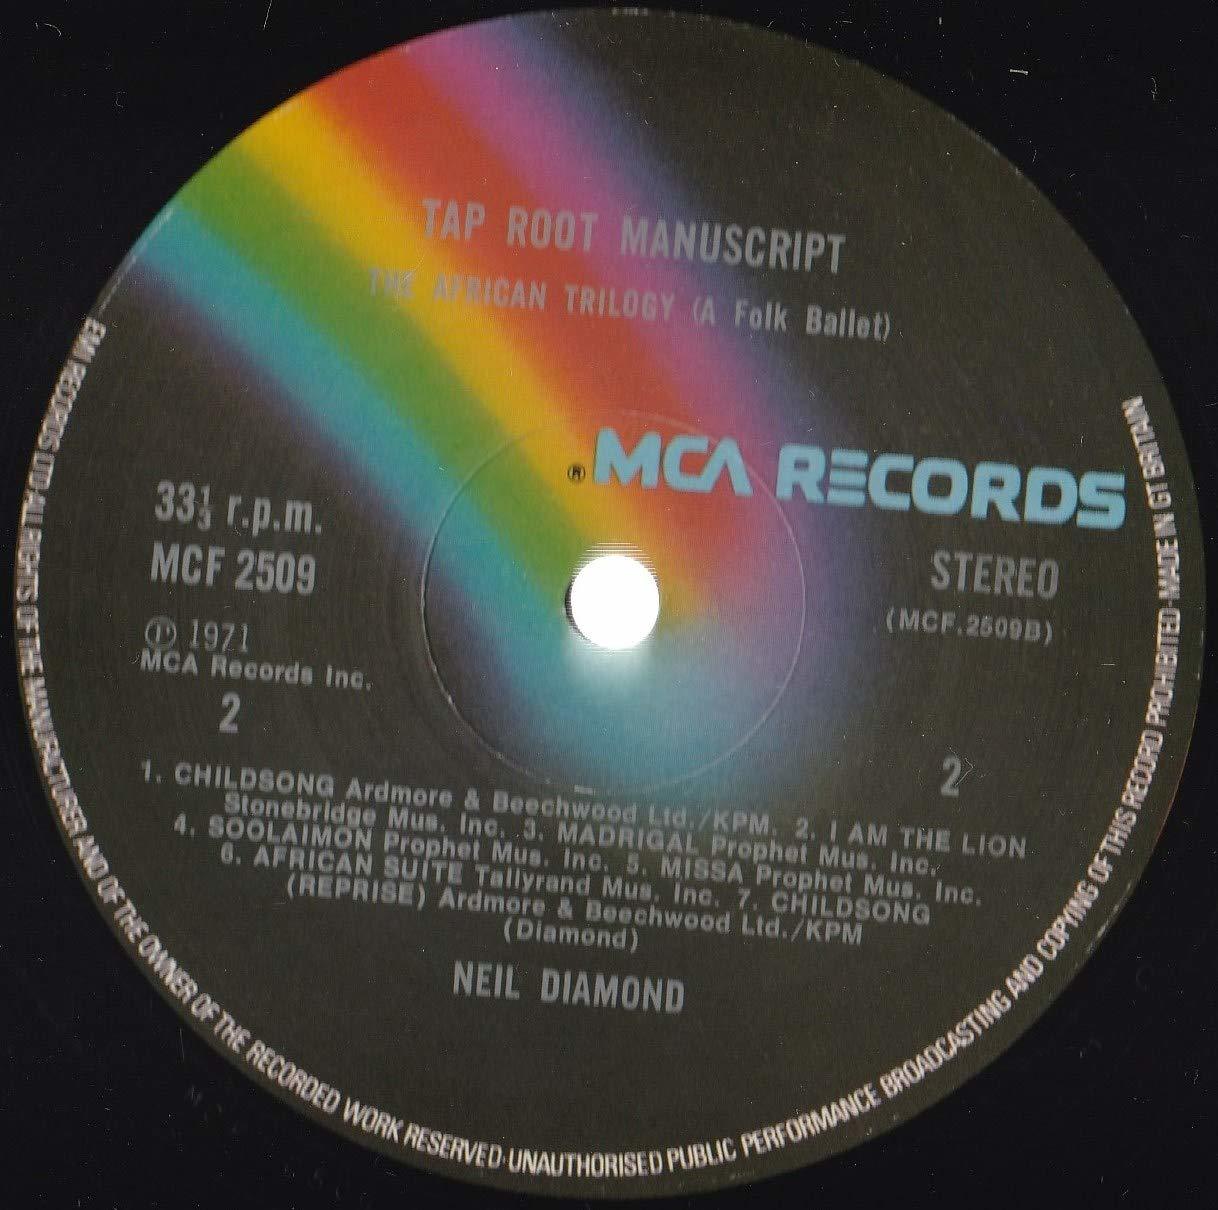 TAP ROOT MANUSCRIPT
THE AFRICAN TRILOGY (A Folk Ballet)
® MCA RECORDS
33⅓ r.p.m.
MCF 2509
STEREO
(MCF.2509B)
Ⓟ 1971
MCA Records Inc.
2
2
1. CHILDSONG Ardmore & Beechwood Ltd./KPM. 2. I AM THE LION
Stonebridge Mus. Inc. 3. MADRIGAL Prophet Mus. Inc.
4. SOOLAIMON Prophet Mus. Inc. 5. MISSA Prophet Mus. Inc.
6. AFRICAN SUITE Tallyrand Mus. Inc. 7. CHILDSONG
(REPRISE) Ardmore & Beechwood Ltd./KPM
(Diamond)
NEIL DIAMOND
EMI RECORDS LTD·ALL RIGHTS OF THE MANUFACTURER AND OF THE OWNER OF THE RECORDED WORK RESERVED·UNAUTHORISED PUBLIC PERFORMANCE BROADCASTING AND COPYING OF THIS RECORD PROHIBITED·MADE IN GT BRITAIN